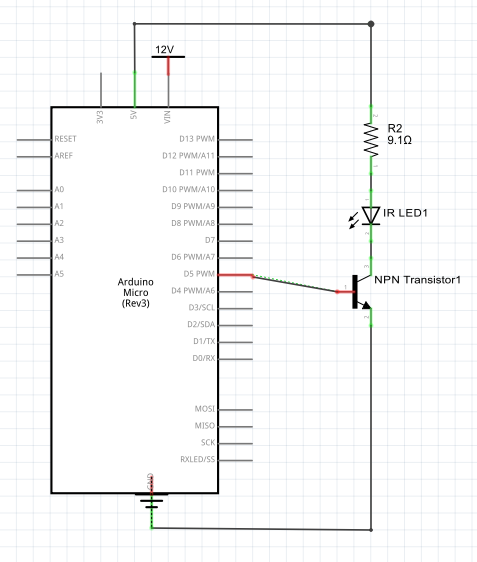 12V
3V3
5V
VIN
RESET
AREF
A0
A1
A2
A3
A4
A5
D13 PWM
D12 PWM/A11
D11 PWM
D10 PWM/A10
D9 PWM/A9
D8 PWM/A8
D7
D6 PWM/A7
D5 PWM
D4 PWM/A6
D3/SCL
D2/SDA
D1/TX
D0/RX
MOSI
MISO
SCK
RXLED/SS
Arduino
Micro
(Rev3)
GND
R2
9.1Ω
IR LED1
NPN Transistor1